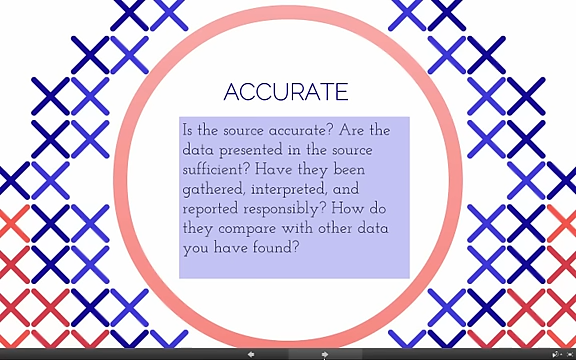 ACCURATE
Is the source accurate? Are the
data presented in the source
sufficient? Have they been
gathered, interpreted, and
reported responsibly? How do
they compare with other data
you have found?